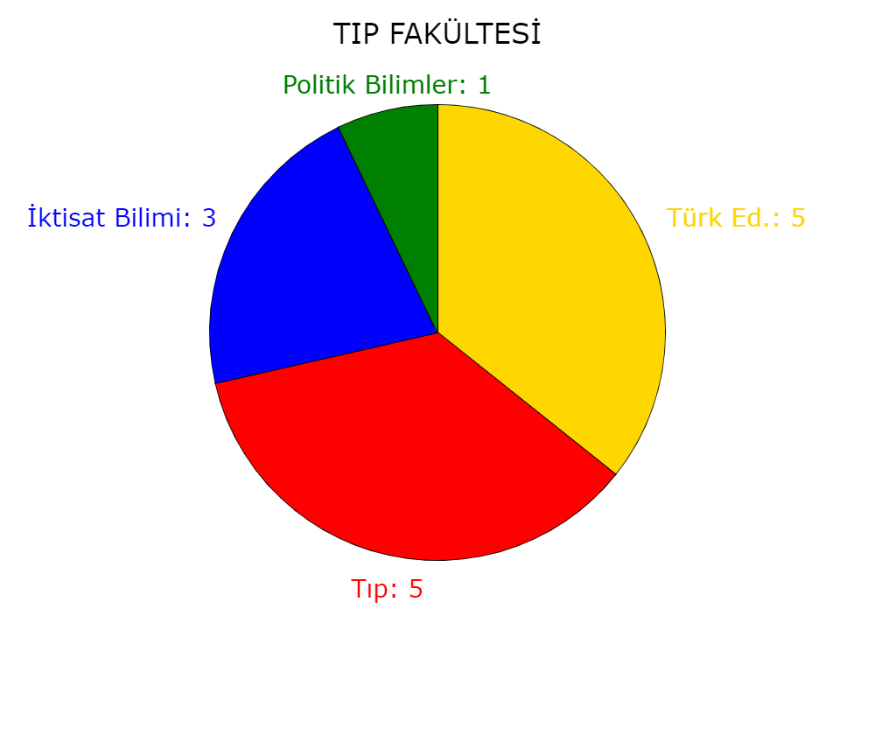 TIP FAKÜLTESİ
Politik Bilimler: 1
İktisat Bilimi: 3
Türk Ed.: 5
Tıp: 5